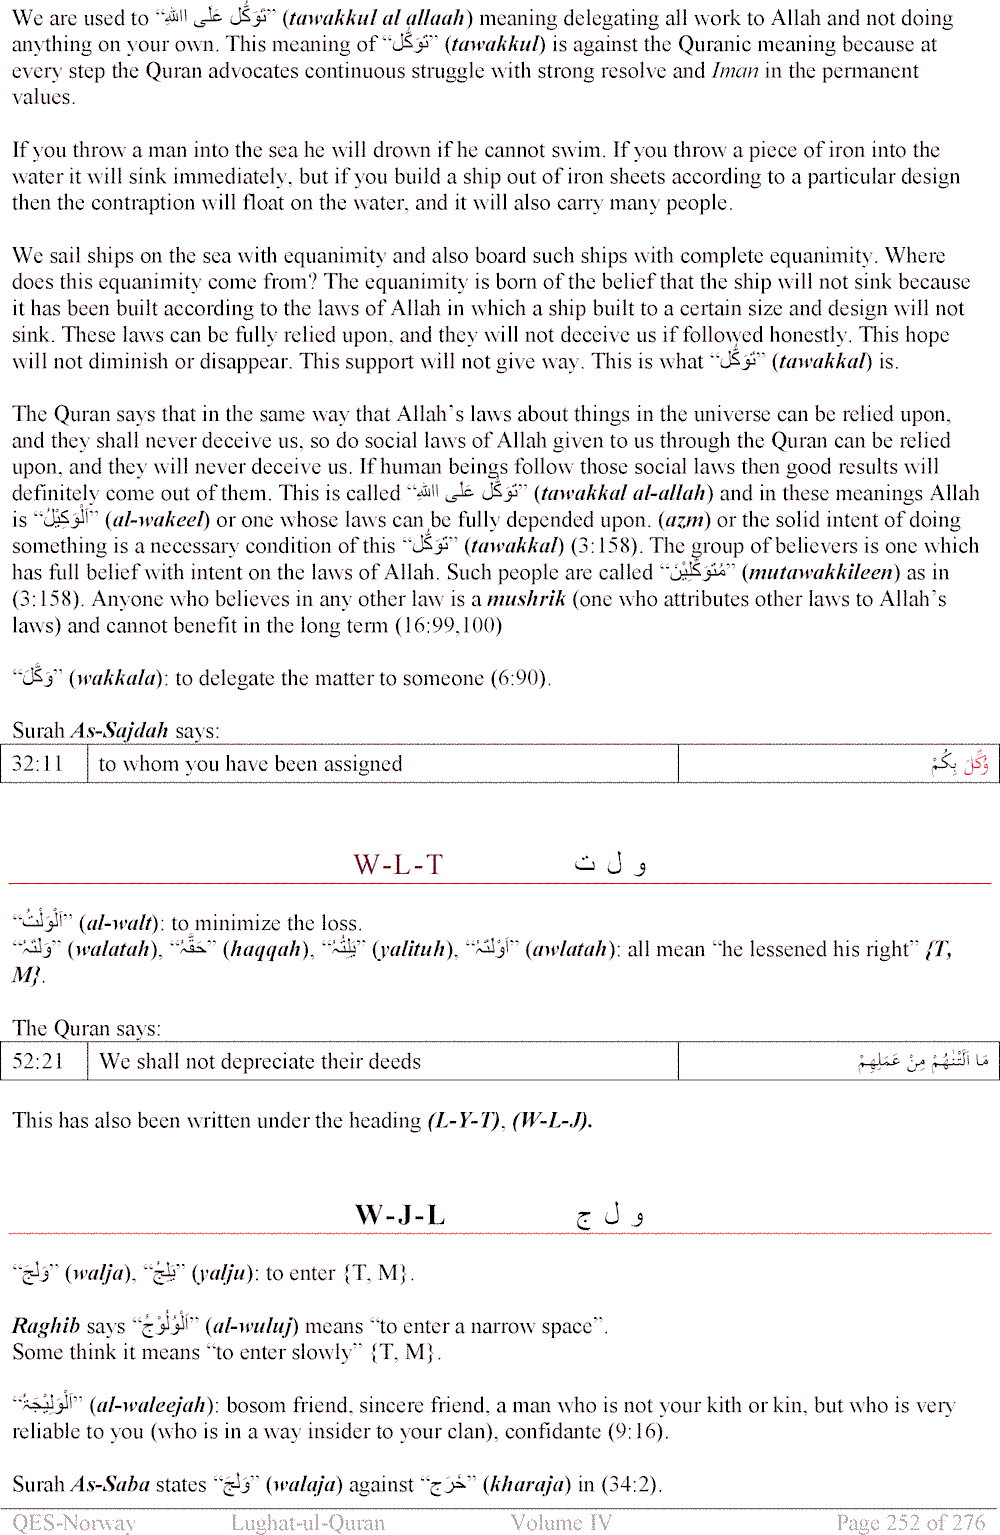 We are used to “تَوَكُّل عَلٰی اللّٰہِ” (tawakkul al allaah) meaning delegating all work to Allah and not doing
anything on your own. This meaning of “تَوَكُّل” (tawakkul) is against the Quranic meaning because at
every step the Quran advocates continuous struggle with strong resolve and Iman in the permanent
values.
If you throw a man into the sea he will drown if he cannot swim. If you throw a piece of iron into the
water it will sink immediately, but if you build a ship out of iron sheets according to a particular design
then the contraption will float on the water, and it will also carry many people.
We sail ships on the sea with equanimity and also board such ships with complete equanimity. Where
does this equanimity come from? The equanimity is born of the belief that the ship will not sink because
it has been built according to the laws of Allah in which a ship built to a certain size and design will not
sink. These laws can be fully relied upon, and they will not deceive us if followed honestly. This hope
will not diminish or disappear. This support will not give way. This is what “تَوَكُّل” (tawakkal) is.
The Quran says that in the same way that Allah’s laws about things in the universe can be relied upon,
and they shall never deceive us, so do social laws of Allah given to us through the Quran can be relied
upon, and they will never deceive us. If human beings follow those social laws then good results will
definitely come out of them. This is called “تَوَكُّل عَلٰی اللّٰہِ” (tawakkal al-allah) and in these meanings Allah
is “اَلْوَكِيْلُ” (al-wakeel) or one whose laws can be fully depended upon. (azm) or the solid intent of doing
something is a necessary condition of this “تَوَكُّل” (tawakkal) (3:158). The group of believers is one which
has full belief with intent on the laws of Allah. Such people are called “مُتَوَكِّلِيْنَ” (mutawakkileen) as in
(3:158). Anyone who believes in any other law is a mushrik (one who attributes other laws to Allah’s
laws) and cannot benefit in the long term (16:99,100)
“وَكَّلَ” (wakkala): to delegate the matter to someone (6:90).
Surah As-Sajdah says:
32:11 to whom you have been assigned وُكِّلَ بِكُمْ
W-L-T و ل ت
“اَلْوَلْتُ” (al-walt): to minimize the loss.
“وَلَتَہٗ” (walatah), “حَقَّہٗ” (haqqah), “يَلِتُہٗ” (yalituh), “اَوْلَتَہٗ” (awlatah): all mean “he lessened his right” {T,
M}.
The Quran says:
52:21 We shall not depreciate their deeds مَا اَلَتْنٰهُمْ مِنْ عَمَلِهِمْ
This has also been written under the heading (L-Y-T), (W-L-J).
W-J-L و ل ج
“وَلَجَ” (walja), “يَلِجُ” (yalju): to enter {T, M}.
Raghib says “اَلْوُلُوْجُ” (al-wuluj) means “to enter a narrow space”.
Some think it means “to enter slowly” {T, M}.
“اَلْوَلِيْجَۃُ” (al-waleejah): bosom friend, sincere friend, a man who is not your kith or kin, but who is very
reliable to you (who is in a way insider to your clan), confidante (9:16).
Surah As-Saba states “وَلَجَ” (walaja) against “خَرَج” (kharaja) in (34:2).
QES-Norway Lughat-ul-Quran Volume IV Page 252 of 276